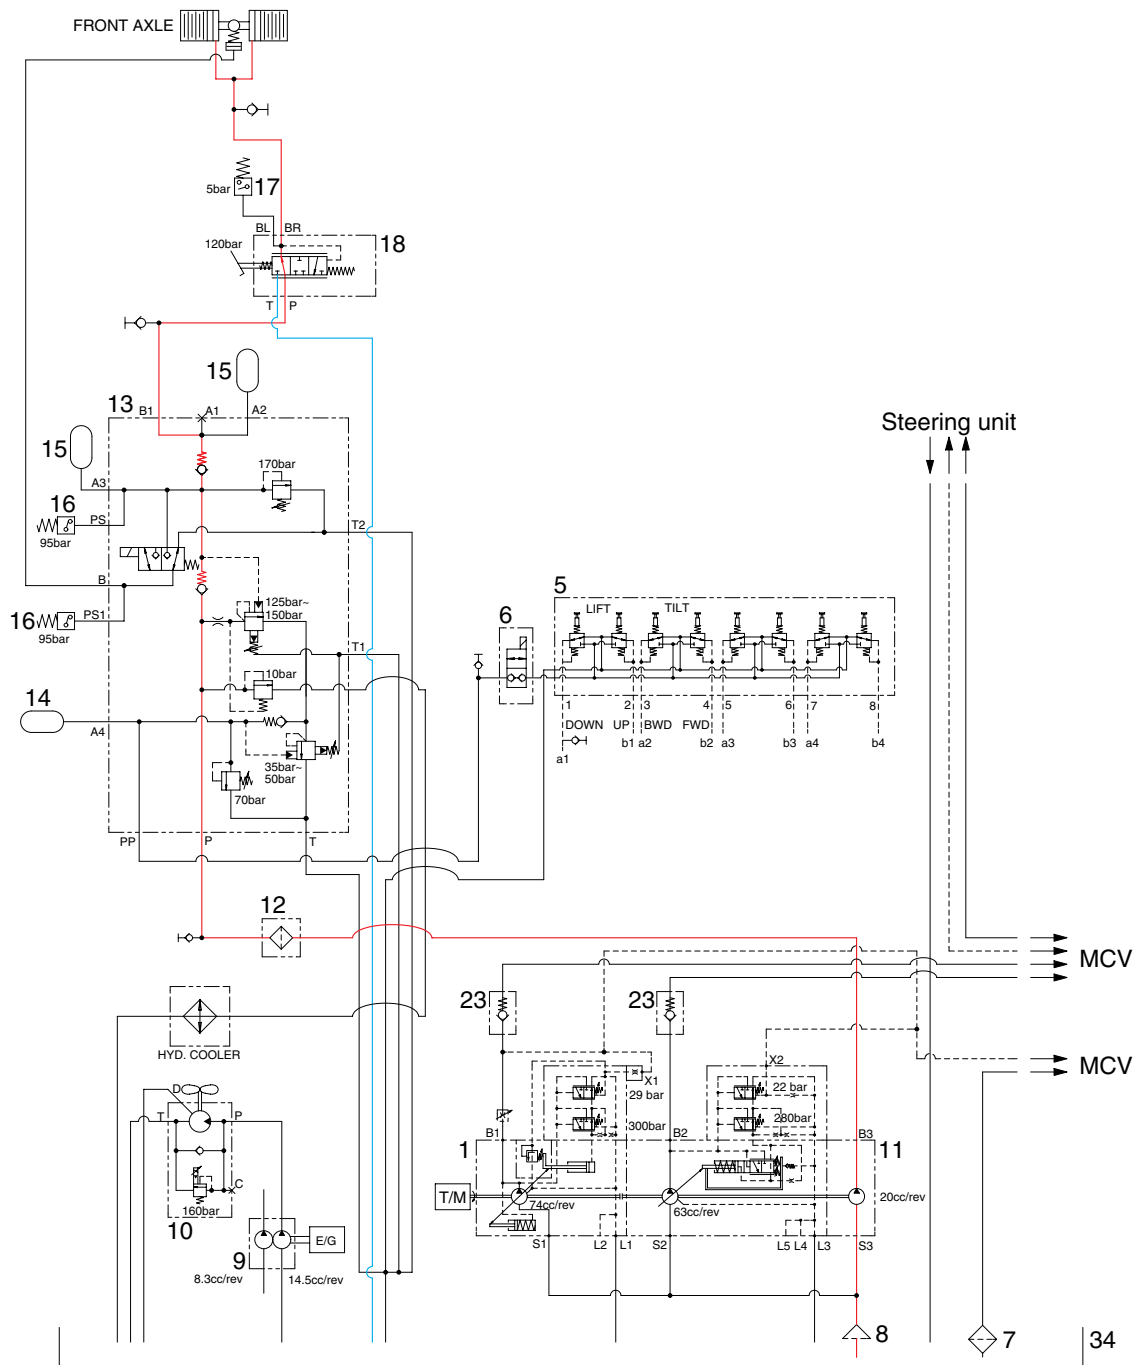 FRONT AXLE
5bar
17
BL BR
120bar
18
T P
15
13
B1
A1
A2
15
170bar
A3
16
PS
95bar
T2
B
125bar~
150bar
16
PS1
95bar
T1
10bar
14
A4
35bar~
50bar
70bar
PP
P
T
Steering unit
5
6
LIFT
TILT
1
2
3
4
5
6
7
8
DOWN
UP
BWD
FWD
a1
b1
a2
b2
a3
b3
a4
b4
12
MCV
23
23
HYD. COOLER
MCV
X1
29 bar
X2
22 bar
300bar
280bar
D
T
P
C
160bar
10
1
B1
B2
B3
11
T/M
74cc/rev
63cc/rev
20cc/rev
E/G
9
8.3cc/rev
14.5cc/rev
S1
L2
L1
S2
L5
L4
L3
S3
8
7
34